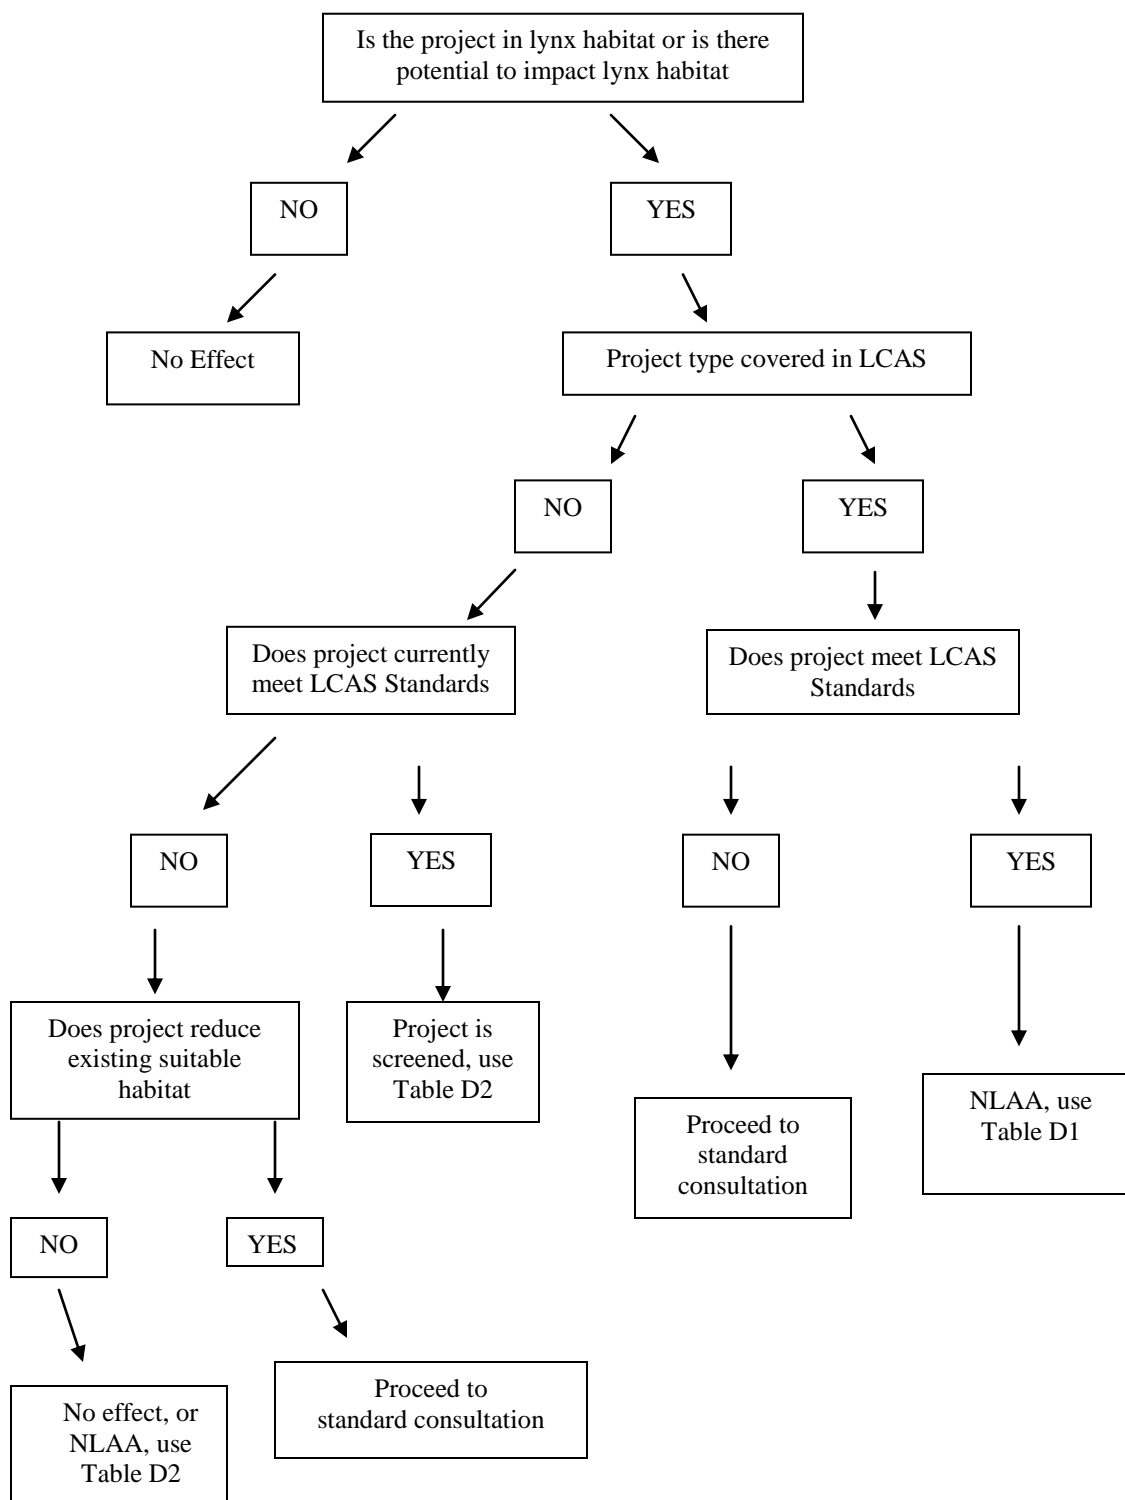 Is the project in lynx habitat or is there
potential to impact lynx habitat
NO
YES
No Effect
Project type covered in LCAS
NO
YES
Does project currently
meet LCAS Standards
Does project meet LCAS
Standards
NO
YES
NO
YES
Does project reduce
existing suitable
habitat
Project is
screened, use
Table D2
Proceed to
standard
consultation
NLAA, use
Table D1
NO
YES
No effect, or
NLAA, use
Table D2
Proceed to
standard consultation